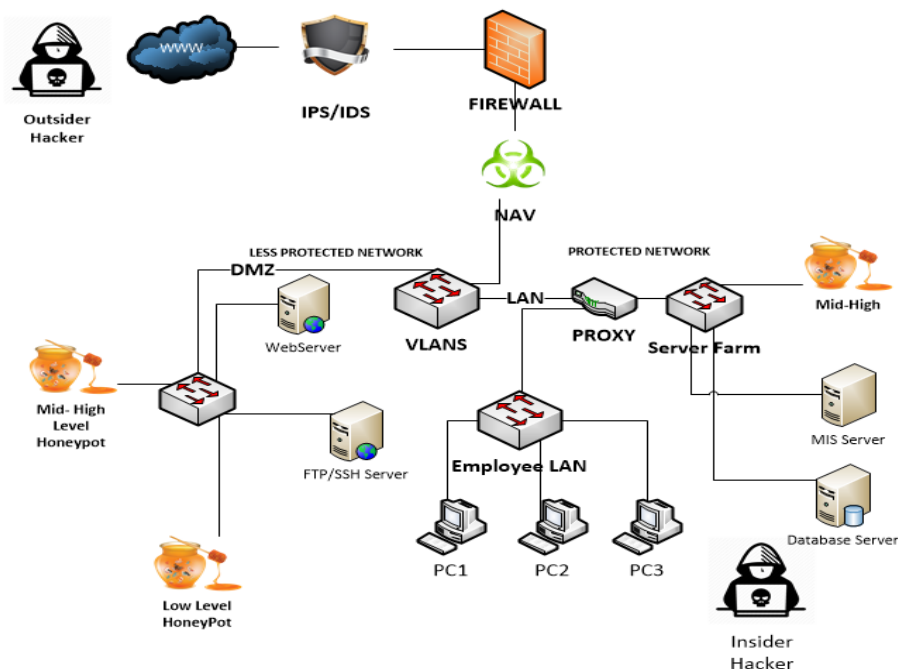 WWW
IPS/IDS
FIREWALL
Outsider
Hacker
NAV
LESS PROTECTED NETWORK
PROTECTED NETWORK
DMZ
LAN
WebServer
VLANS
PROXY
Server Farm
Mid-High
Mid- High
Level
Honeypot
FTP/SSH Server
Employee LAN
MIS Server
Database Server
PC1
PC2
PC3
Low Level
HoneyPot
Insider
Hacker